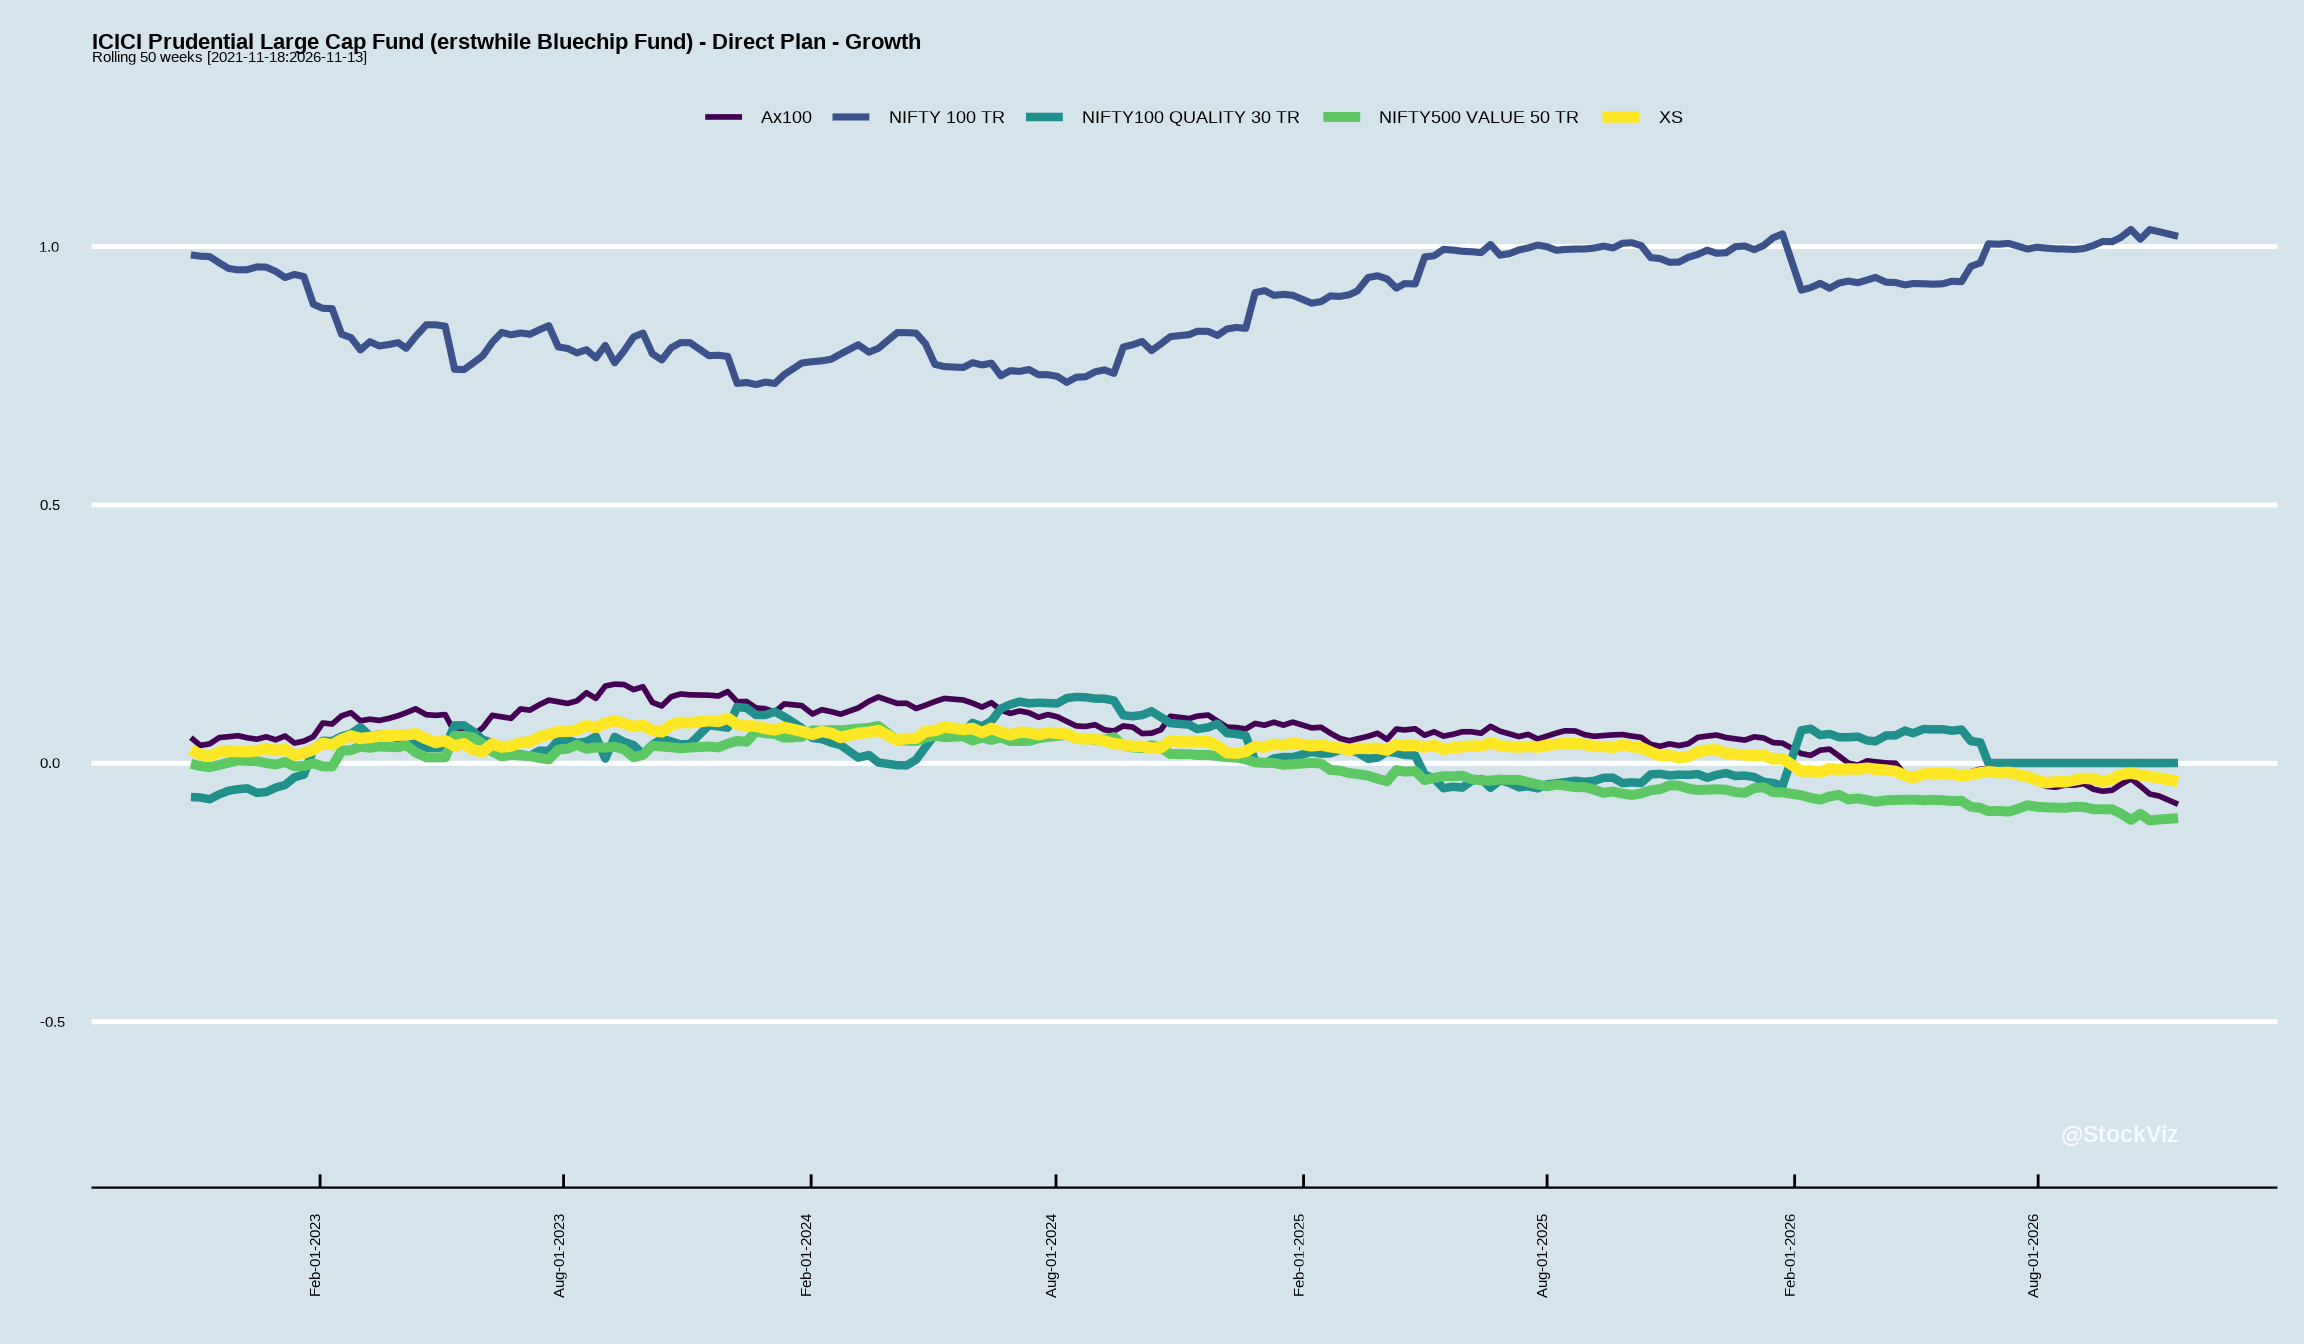 ICICI Prudential Large Cap Fund (erstwhile Bluechip Fund) - Direct Plan - Growth
Rolling 50 weeks [2021-11-18:2026-11-13]
Ax100 NIFTY 100 TR NIFTY100 QUALITY 30 TR NIFTY500 VALUE 50 TR XS
1.0
0.5
0.0
-0.5
@StockViz
Feb-01-2023 Aug-01-2023 Feb-01-2024 Aug-01-2024 Feb-01-2025 Aug-01-2025 Feb-01-2026 Aug-01-2026